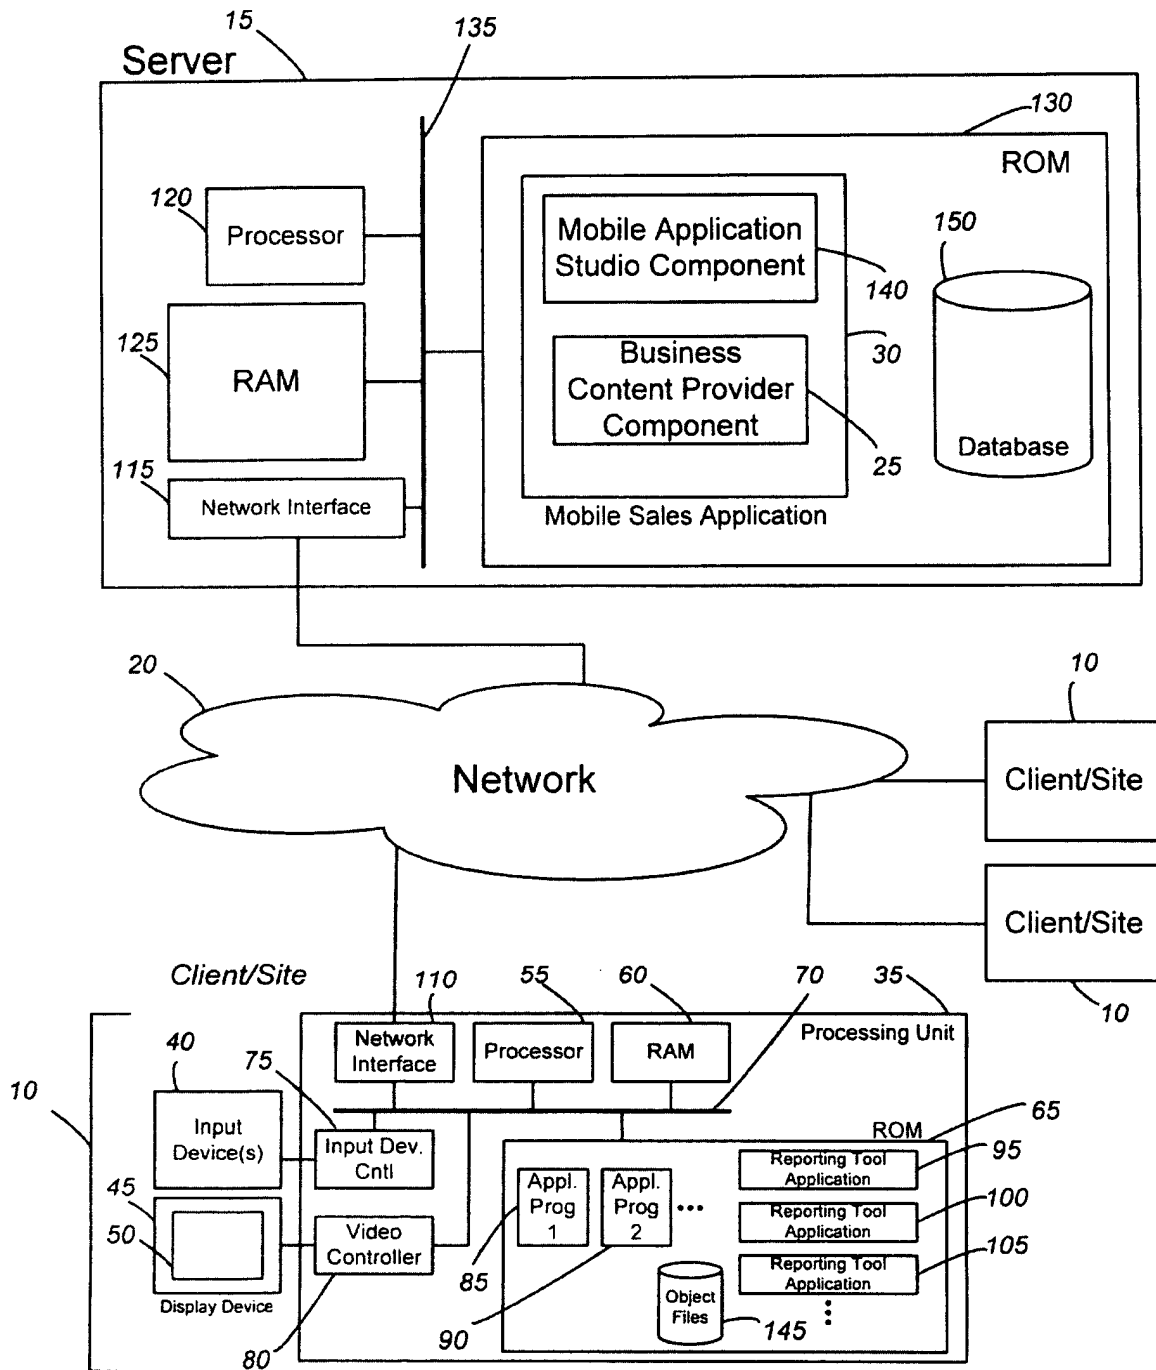 15
135
Server
130
ROM
120
Processor
Mobile Application
Studio Component
150
140
125
RAM
30
Business
Content Provider
Component
25
Database
115
Network Interface
Mobile Sales Application
20
10
Network
Client/Site
Client/Site
10
Client/Site
110
55
60
70
35
Network
Interface
Processor
RAM
Processing Unit
40
75
10
Input
Device(s)
Input Dev.
Cntl
65
ROM
95
Reporting Tool
Application
Appl.
Prog
1
Appl.
Prog
2
...
100
Reporting Tool
Application
45
50
Video
Controller
85
105
Reporting Tool
Application
Display Device
Object
Files
80
90
145